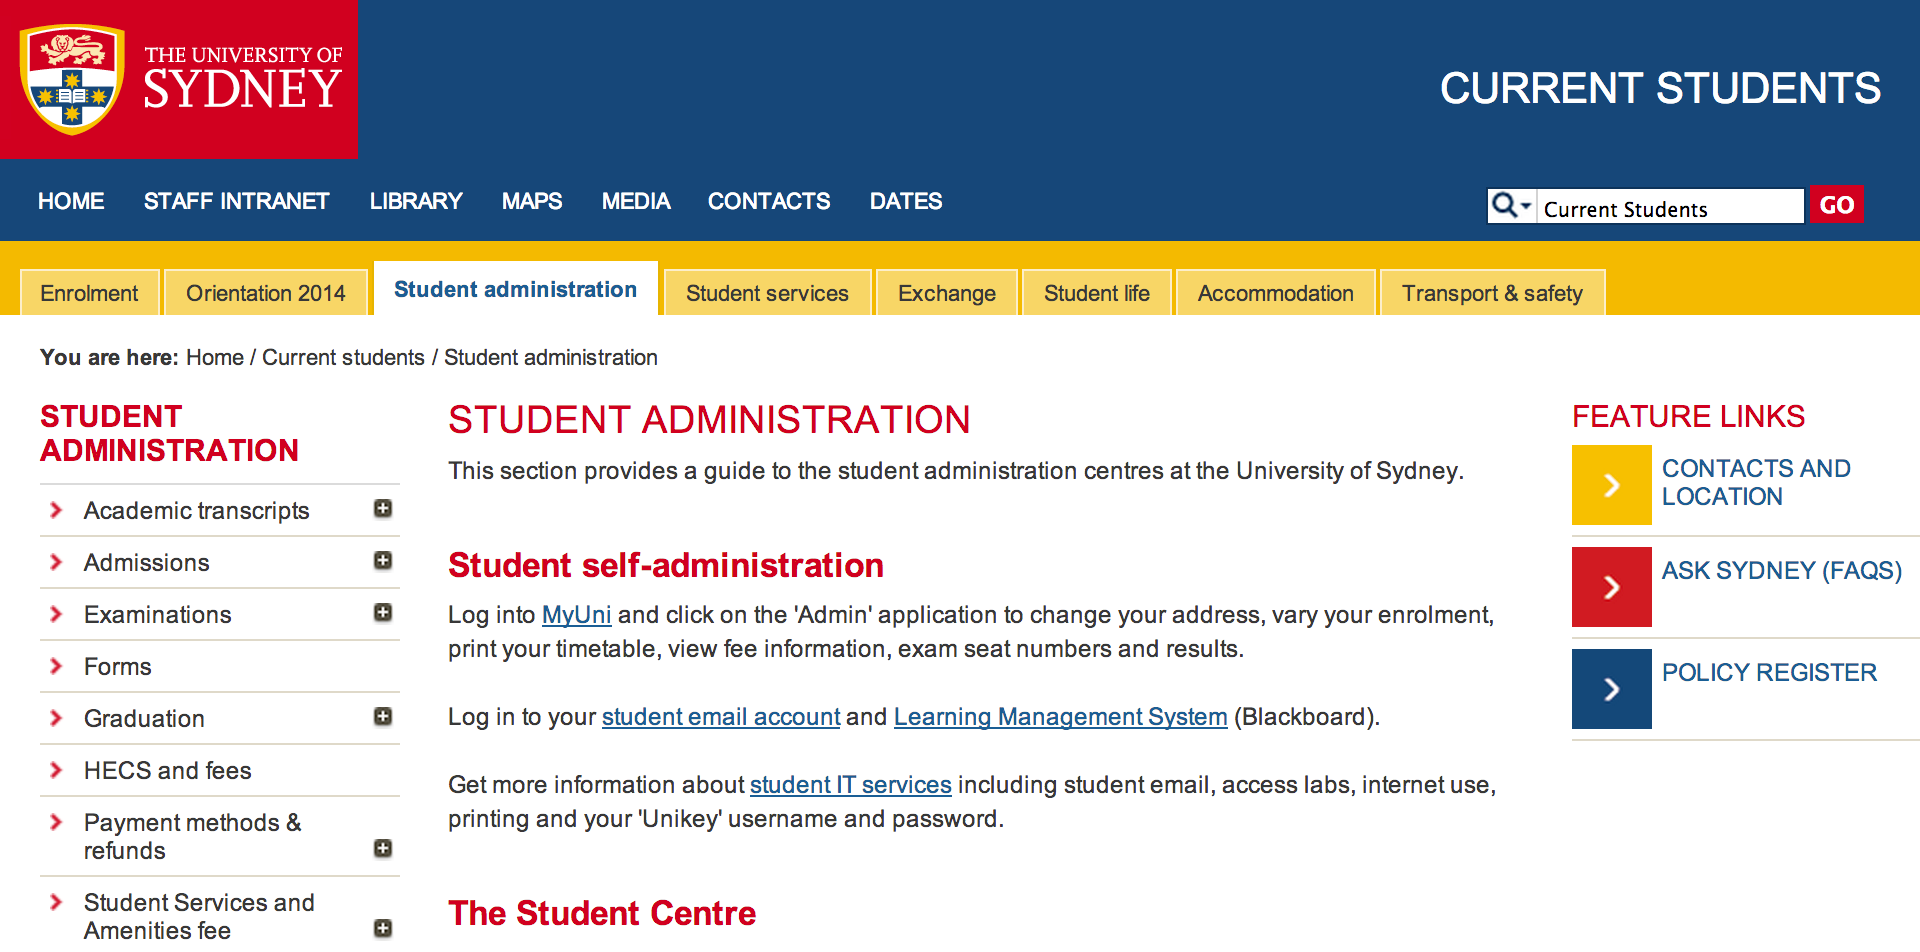 THE UNIVERSITY OF
SYDNEY
CURRENT STUDENTS
HOME STAFF INTRANET LIBRARY MAPS MEDIA CONTACTS DATES
Current Students GO
Enrolment Orientation 2014 Student administration Student services Exchange Student life Accommodation Transport & safety
You are here: Home / Current students / Student administration
STUDENT
ADMINISTRATION
Academic transcripts
Admissions
Examinations
Forms
Graduation
HECS and fees
Payment methods &
refunds
Student Services and
Amenities fee
STUDENT ADMINISTRATION
This section provides a guide to the student administration centres at the University of Sydney.
Student self-administration
Log into MyUni and click on the 'Admin' application to change your address, vary your enrolment,
print your timetable, view fee information, exam seat numbers and results.
Log in to your student email account and Learning Management System (Blackboard).
Get more information about student IT services including student email, access labs, internet use,
printing and your 'Unikey' username and password.
The Student Centre
FEATURE LINKS
CONTACTS AND
LOCATION
ASK SYDNEY (FAQS)
POLICY REGISTER